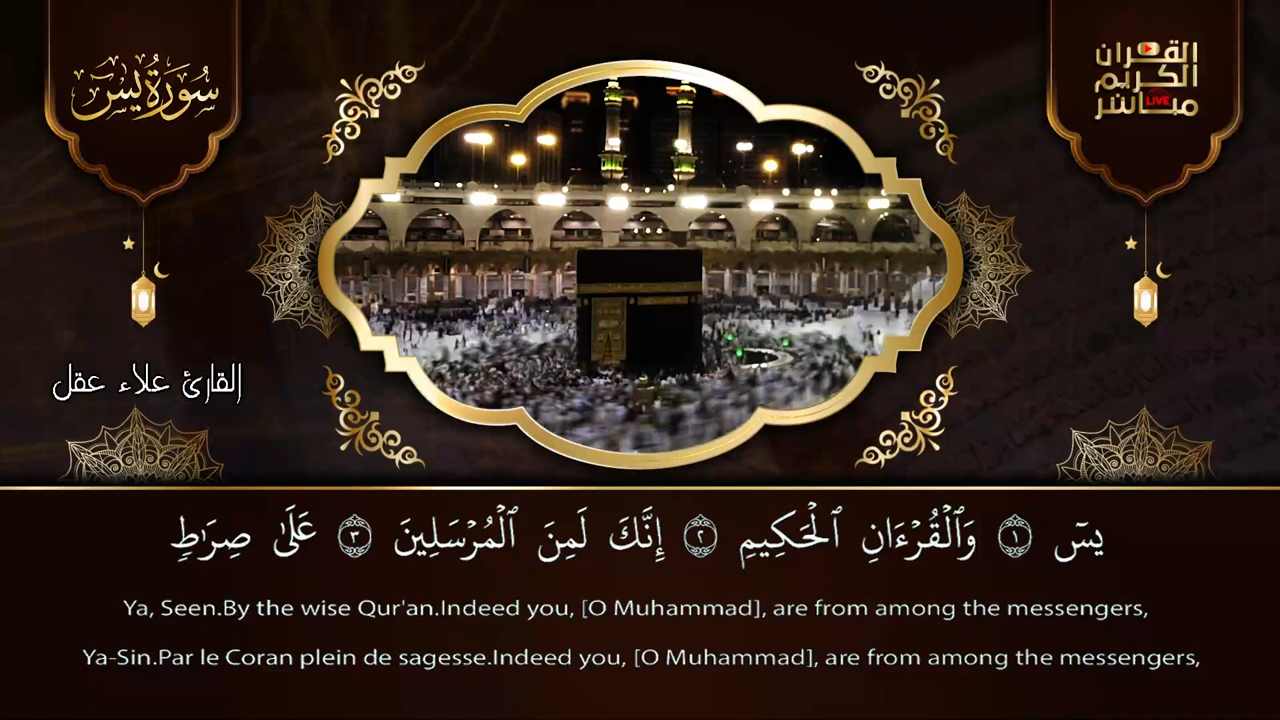 سُورَةُ يسٓ
القرآن
الكريم
مباشر
LIVE
القارئ علاء عقل
يسٓ ۝١ وَٱلْقُرْءَانِ ٱلْحَكِيمِ ۝٢ إِنَّكَ لَمِنَ ٱلْمُرْسَلِينَ ۝٣ عَلَىٰ صِرَٰطٍ
Ya, Seen.By the wise Qur'an.Indeed you, [O Muhammad], are from among the messengers,
Ya-Sin.Par le Coran plein de sagesse.Indeed you, [O Muhammad], are from among the messengers,